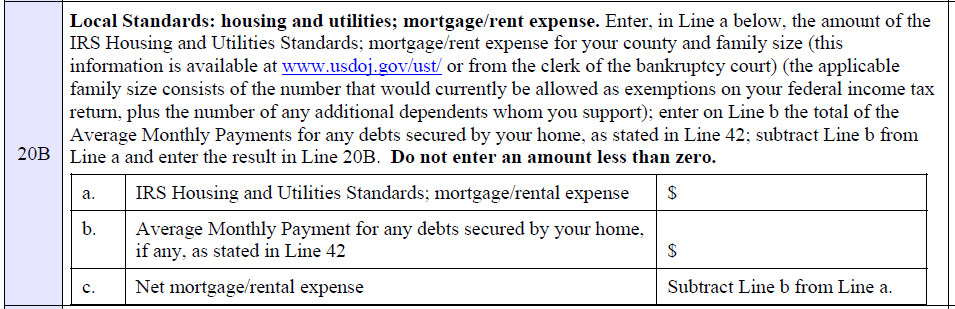 Local Standards: housing and utilities; mortgage/rent expense. Enter, in Line a below, the amount of the
IRS Housing and Utilities Standards; mortgage/rent expense for your county and family size (this
information is available at www.usdoj.gov/ust/ or from the clerk of the bankruptcy court) (the applicable
family size consists of the number that would currently be allowed as exemptions on your federal income tax
return, plus the number of any additional dependents whom you support); enter on Line b the total of the
Average Monthly Payments for any debts secured by your home, as stated in Line 42; subtract Line b from
20B Line a and enter the result in Line 20B. Do not enter an amount less than zero.
a. IRS Housing and Utilities Standards; mortgage/rental expense $
b. Average Monthly Payment for any debts secured by your home,
if any, as stated in Line 42 $
c. Net mortgage/rental expense Subtract Line b from Line a.